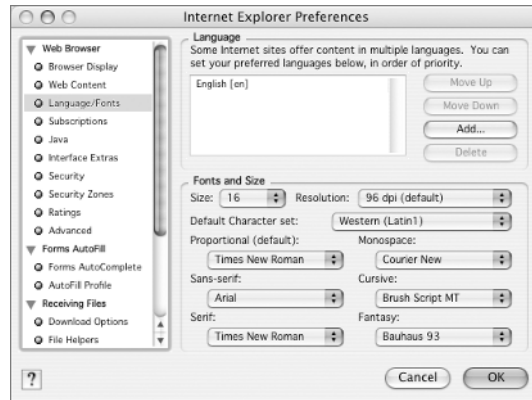 Internet Explorer Preferences
Web Browser
Browser Display
Web Content
Language/Fonts
Subscriptions
Java
Interface Extras
Security
Security Zones
Ratings
Advanced
Forms AutoFill
Forms AutoComplete
AutoFill Profile
Receiving Files
Download Options
File Helpers
Language
Some Internet sites offer content in multiple languages. You can
set your preferred languages below, in order of priority.
English [en]
Move Up
Move Down
Add...
Delete
Fonts and Size
Size: 16 Resolution: 96 dpi (default)
Default Character set: Western (Latin1)
Proportional (default): Monospace:
Times New Roman Courier New
Sans-serif: Cursive:
Arial Brush Script MT
Serif: Fantasy:
Times New Roman Bauhaus 93
? Cancel OK